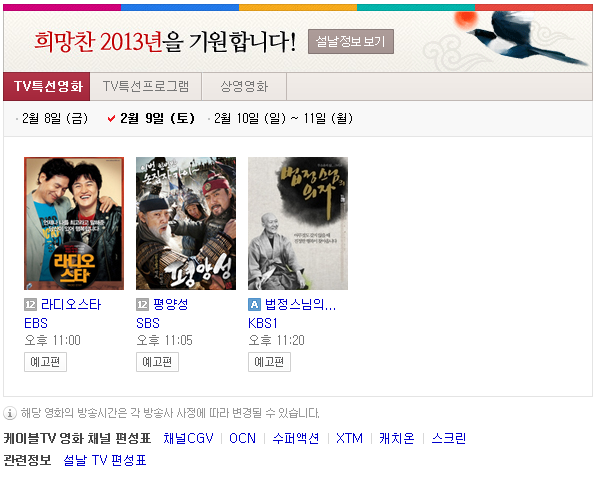 희망찬 2013년을 기원합니다! 설날정보 보기
TV특선영화 TV특선프로그램 상영영화
2월 8일 (금) 2월 9일 (토) 2월 10일 (일) ~ 11일 (월)
라디오스타
평양성
법정스님의 의자
12 라디오스타
EBS
오후 11:00
예고편
12 평양성
SBS
오후 11:05
예고편
A 법정스님의...
KBS1
오후 11:20
예고편
해당 영화의 방송시간은 각 방송사 사정에 따라 변경될 수 있습니다.
케이블TV 영화 채널 편성표 채널CGV | OCN | 수퍼액션 | XTM | 캐치온 | 스크린
관련정보 설날 TV 편성표